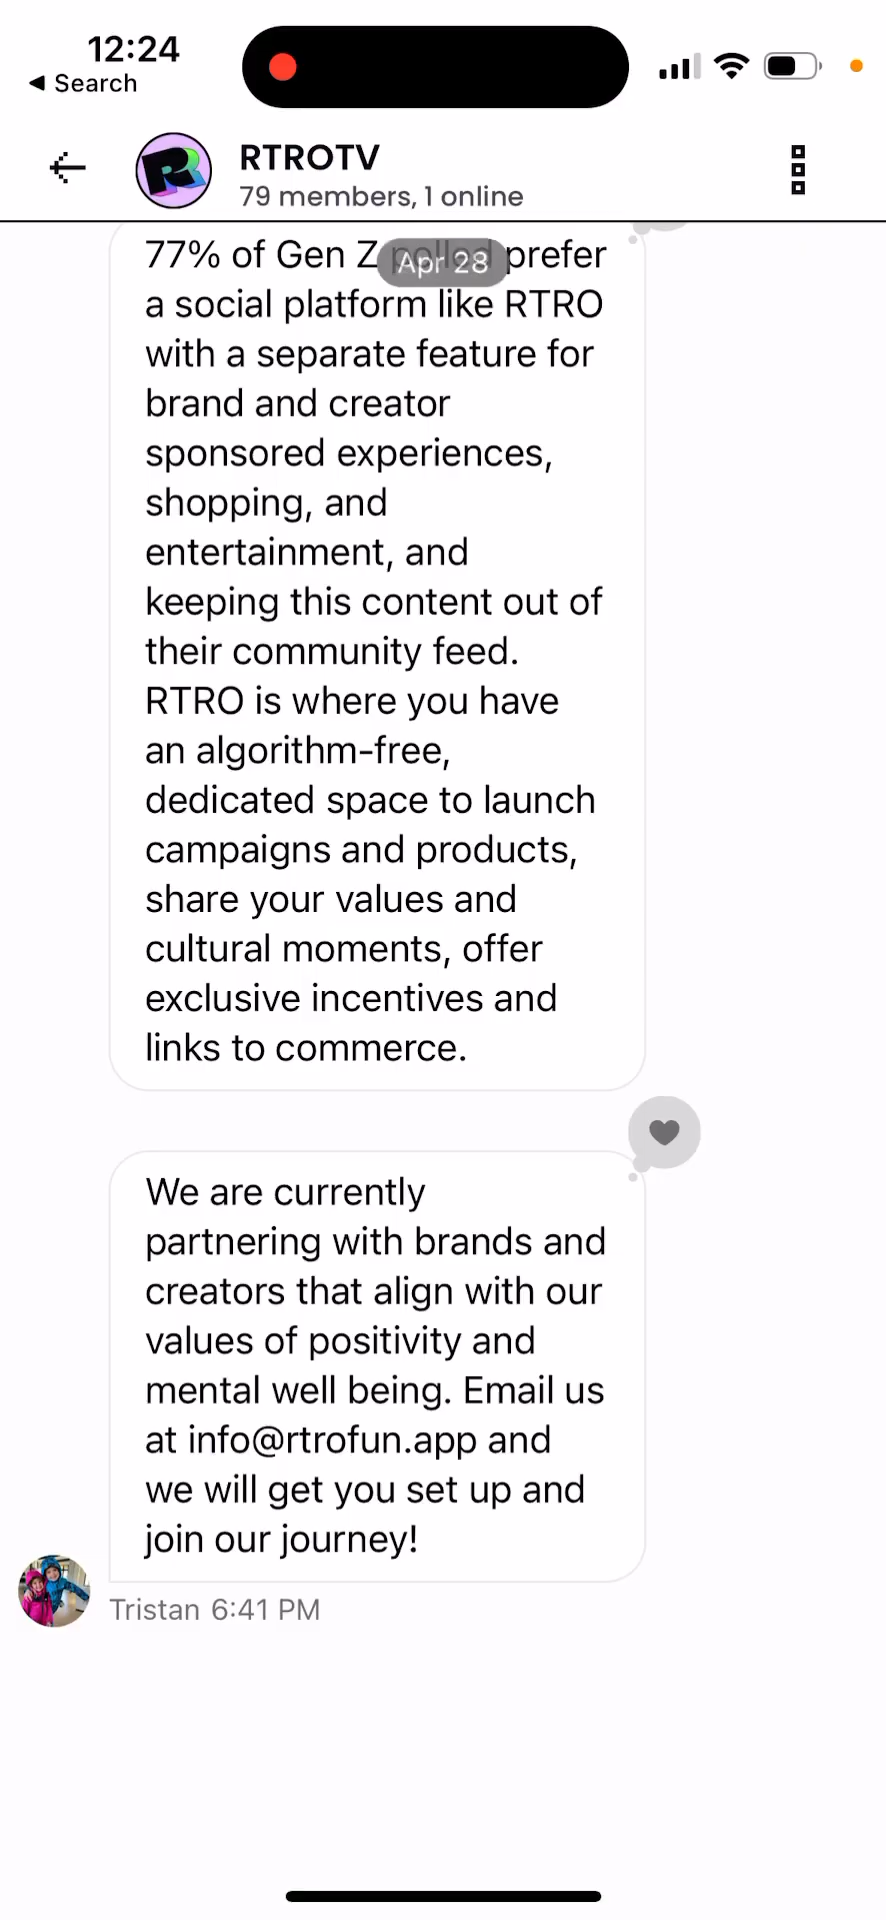 12:24
◀ Search
RTROTV
79 members, 1 online
Apr 28
77% of Gen Z polled prefer
a social platform like RTRO
with a separate feature for
brand and creator
sponsored experiences,
shopping, and
entertainment, and
keeping this content out of
their community feed.
RTRO is where you have
an algorithm-free,
dedicated space to launch
campaigns and products,
share your values and
cultural moments, offer
exclusive incentives and
links to commerce.
We are currently
partnering with brands and
creators that align with our
values of positivity and
mental well being. Email us
at info@rtrofun.app and
we will get you set up and
join our journey!
Tristan 6:41 PM